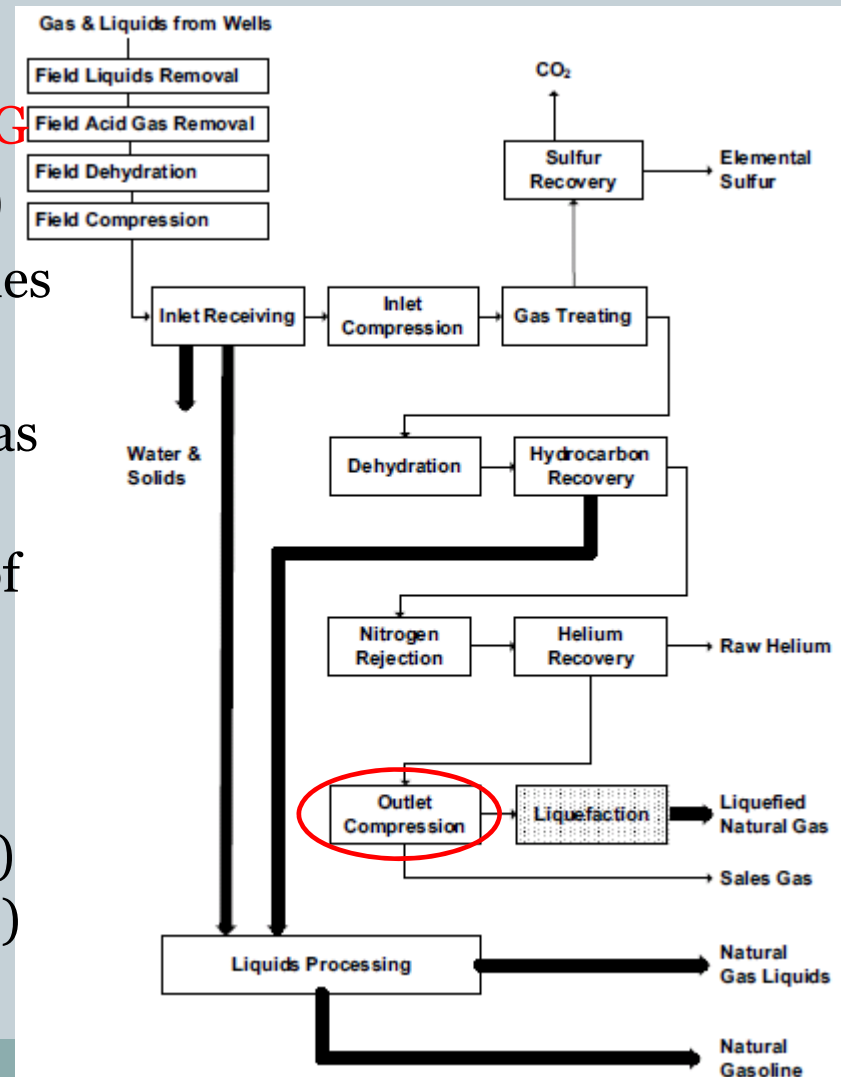 Gas & Liquids from Wells
Field Liquids Removal
Field Acid Gas Removal
Field Dehydration
Field Compression
CO₂
Sulfur
Recovery
Elemental
Sulfur
Inlet Receiving
Inlet
Compression
Gas Treating
Water &
Solids
Dehydration
Hydrocarbon
Recovery
Nitrogen
Rejection
Helium
Recovery
Raw Helium
Outlet
Compression
Liquefaction
Liquefied
Natural Gas
Sales Gas
Liquids Processing
Natural
Gas Liquids
Natural
Gasoline
G
)
es
as
)
)